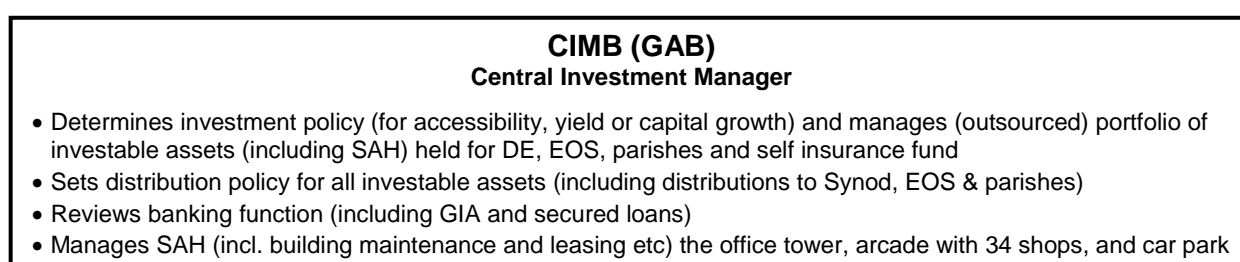 CIMB (GAB)
Central Investment Manager
• Determines investment policy (for accessibility, yield or capital growth) and manages (outsourced) portfolio of
investable assets (including SAH) held for DE, EOS, parishes and self insurance fund
• Sets distribution policy for all investable assets (including distributions to Synod, EOS & parishes)
• Reviews banking function (including GIA and secured loans)
• Manages SAH (incl. building maintenance and leasing etc) the office tower, arcade with 34 shops, and car park